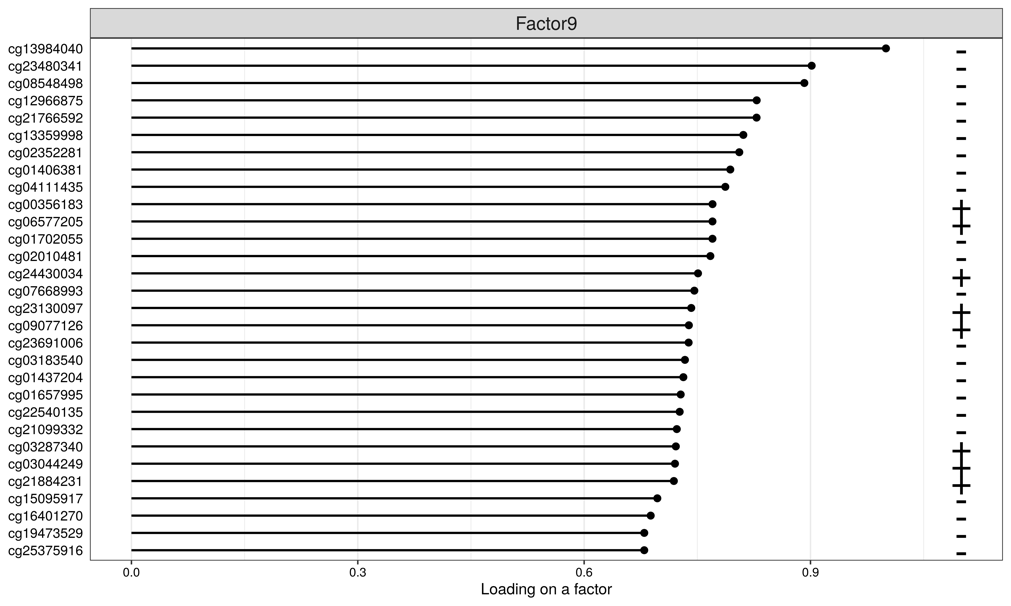 Factor9
cg13984040 -
cg23480341 -
cg08548498 -
cg12966875 -
cg21766592 -
cg13359998 -
cg02352281 -
cg01406381 -
cg04111435 -
cg00356183 +
cg06577205 +
cg01702055 -
cg02010481 -
cg24430034 +
cg07668993 -
cg23130097 +
cg09077126 +
cg23691006 -
cg03183540 -
cg01437204 -
cg01657995 -
cg22540135 -
cg21099332 -
cg03287340 +
cg03044249 +
cg21884231 +
cg15095917 -
cg16401270 -
cg19473529 -
cg25375916 -
0.0 0.3 0.6 0.9
Loading on a factor